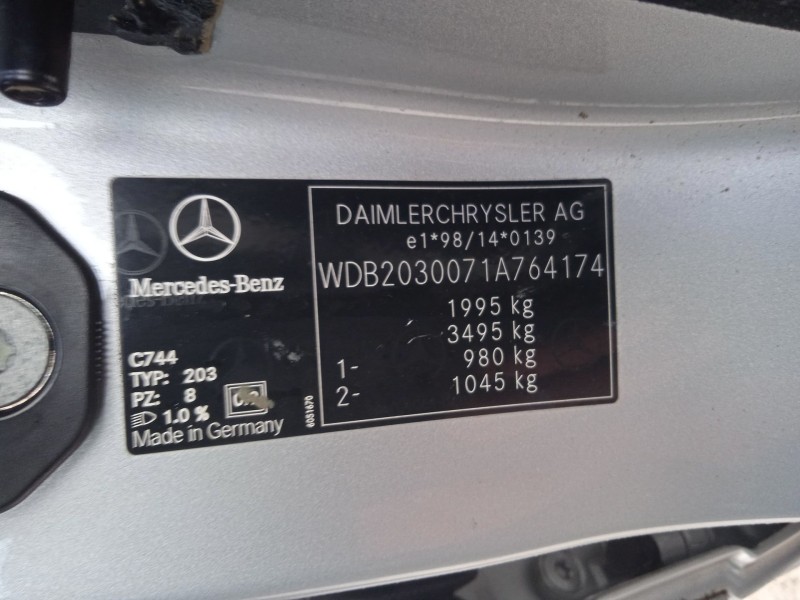 Mercedes-Benz
C744
TYP: 203
PZ: 8
1.0 %
Made in Germany
6051670
DAIMLERCHRYSLER AG
e1*98/14*0139
WDB2030071A764174
1995 kg
3495 kg
1- 980 kg
2- 1045 kg